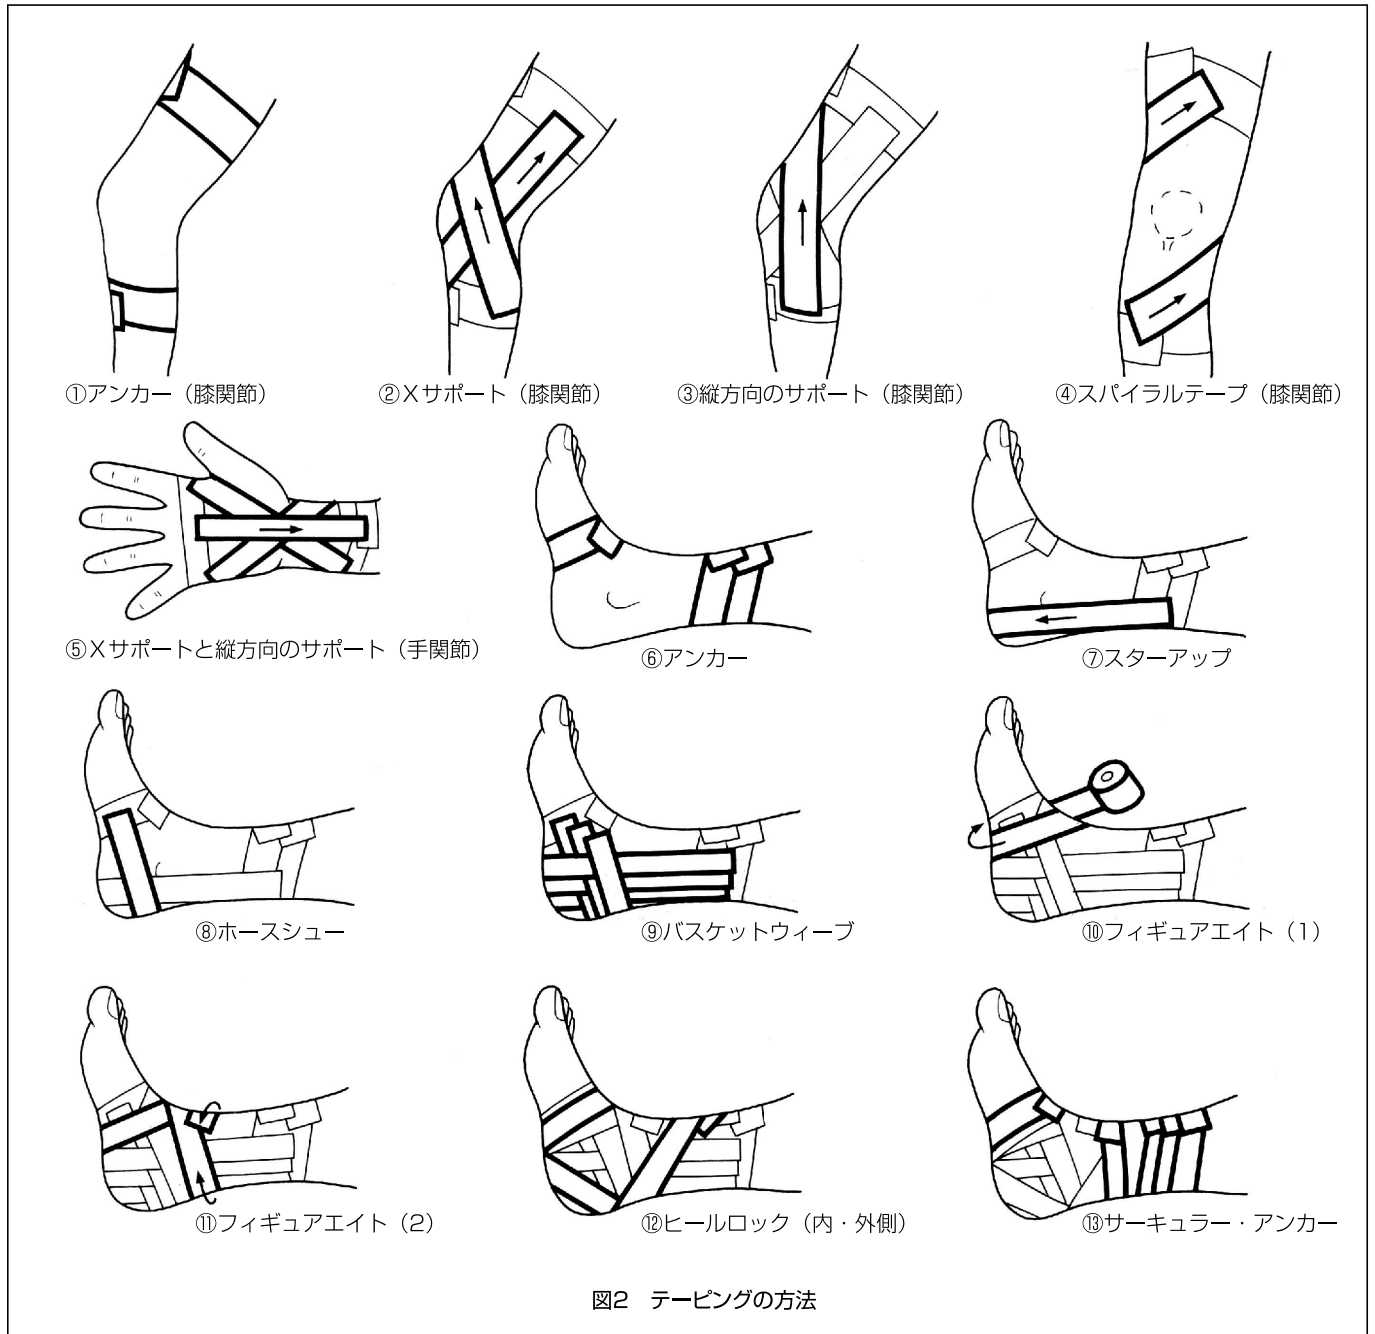 ①アンカー（膝関節）
②Xサポート（膝関節）
③縦方向のサポート（膝関節）
④スパイラルテープ（膝関節）
⑤Xサポートと縦方向のサポート（手関節）
⑥アンカー
⑦スターアップ
⑧ホースシュー
⑨バスケットウィーブ
⑩フィギュアエイト（1）
⑪フィギュアエイト（2）
⑫ヒールロック（内・外側）
⑬サーキュラー・アンカー
図2　テーピングの方法